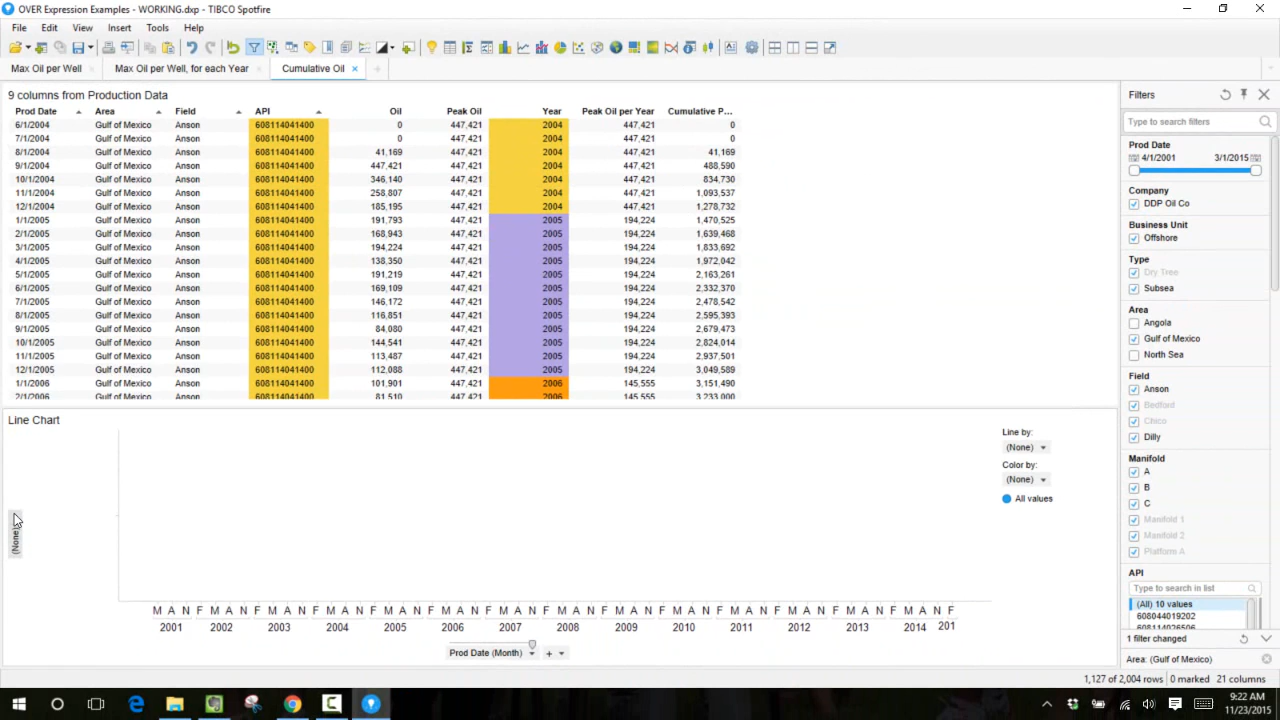 OVER Expression Examples - WORKING.dxp - TIBCO Spotfire
File Edit View Insert Tools Help
Max Oil per Well Max Oil per Well, for each Year Cumulative Oil
9 columns from Production Data
Prod Date Area Field API Oil Peak Oil Year Peak Oil per Year Cumulative P...
6/1/2004 Gulf of Mexico Anson 608114041400 0 447,421 2004 447,421 0
7/1/2004 Gulf of Mexico Anson 608114041400 0 447,421 2004 447,421 0
8/1/2004 Gulf of Mexico Anson 608114041400 41,169 447,421 2004 447,421 41,169
9/1/2004 Gulf of Mexico Anson 608114041400 447,421 447,421 2004 447,421 488,590
10/1/2004 Gulf of Mexico Anson 608114041400 346,140 447,421 2004 447,421 834,730
11/1/2004 Gulf of Mexico Anson 608114041400 258,807 447,421 2004 447,421 1,093,537
12/1/2004 Gulf of Mexico Anson 608114041400 185,195 447,421 2004 447,421 1,278,732
1/1/2005 Gulf of Mexico Anson 608114041400 191,793 447,421 2005 194,224 1,470,525
2/1/2005 Gulf of Mexico Anson 608114041400 168,943 447,421 2005 194,224 1,639,468
3/1/2005 Gulf of Mexico Anson 608114041400 194,224 447,421 2005 194,224 1,833,692
4/1/2005 Gulf of Mexico Anson 608114041400 138,350 447,421 2005 194,224 1,972,042
5/1/2005 Gulf of Mexico Anson 608114041400 191,219 447,421 2005 194,224 2,163,261
6/1/2005 Gulf of Mexico Anson 608114041400 169,109 447,421 2005 194,224 2,332,370
7/1/2005 Gulf of Mexico Anson 608114041400 146,172 447,421 2005 194,224 2,478,542
8/1/2005 Gulf of Mexico Anson 608114041400 116,851 447,421 2005 194,224 2,595,393
9/1/2005 Gulf of Mexico Anson 608114041400 84,080 447,421 2005 194,224 2,679,473
10/1/2005 Gulf of Mexico Anson 608114041400 144,541 447,421 2005 194,224 2,824,014
11/1/2005 Gulf of Mexico Anson 608114041400 113,487 447,421 2005 194,224 2,937,501
12/1/2005 Gulf of Mexico Anson 608114041400 112,088 447,421 2005 194,224 3,049,589
1/1/2006 Gulf of Mexico Anson 608114041400 101,901 447,421 2006 145,555 3,151,490
2/1/2006 Gulf of Mexico Anson 608114041400 81,510 447,421 2006 145,555 3,233,000
Line Chart
(None)
M A N F M A N F M A N F M A N F M A N F M A N F M A N F M A N F M A N F M A N F M A N F M A N F M A N F M A N F
2001 2002 2003 2004 2005 2006 2007 2008 2009 2010 2011 2012 2013 2014 201
Prod Date (Month) +
Line by:
(None)
Color by:
(None)
All values
Filters
Type to search filters
Prod Date
4/1/2001 3/1/2015
Company
DDP Oil Co
Business Unit
Offshore
Type
Dry Tree
Subsea
Area
Angola
Gulf of Mexico
North Sea
Field
Anson
Bedford
Chico
Dilly
Manifold
A
B
C
Manifold 1
Manifold 2
Platform A
API
Type to search in list
(All) 10 values
608044019202
608114026506
1 filter changed
Area: (Gulf of Mexico)
1,127 of 2,004 rows 0 marked 21 columns
9:22 AM
11/23/2015